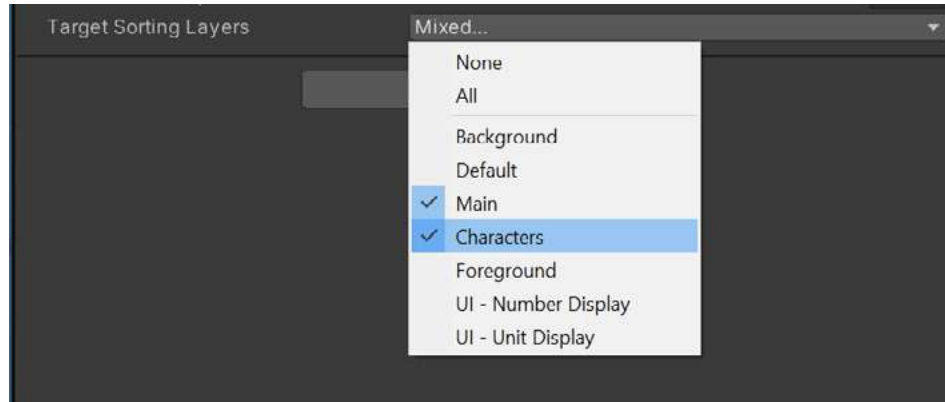 Target Sorting Layers
Mixed...
None
All
Background
Default
Main
Characters
Foreground
UI - Number Display
UI - Unit Display